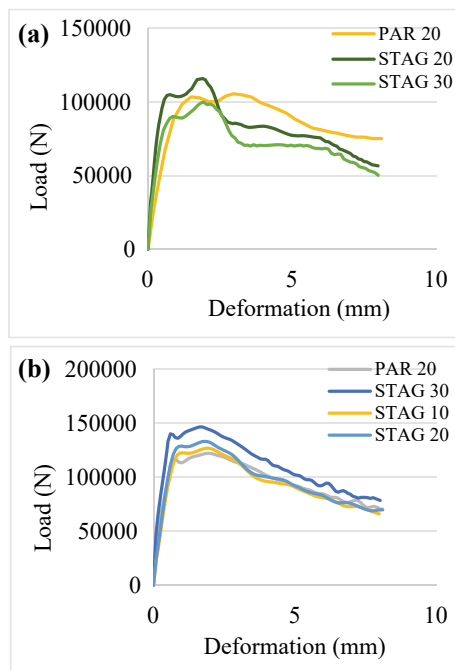 (a)
150000
100000
50000
0
Load (N)
0
5
10
Deformation (mm)
PAR 20
STAG 20
STAG 30
(b)
200000
150000
100000
50000
0
Load (N)
0
5
10
Deformation (mm)
PAR 20
STAG 30
STAG 10
STAG 20